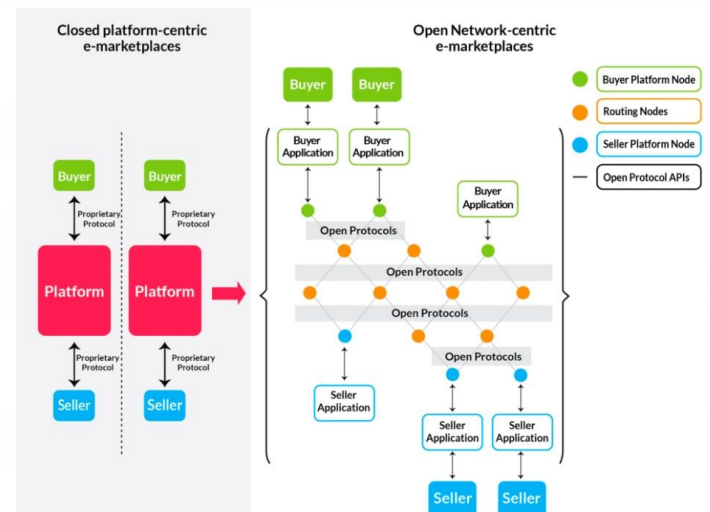 Closed platform-centric
e-marketplaces
Buyer
Buyer
Proprietary
Protocol
Proprietary
Protocol
Platform
Platform
Proprietary
Protocol
Proprietary
Protocol
Seller
Seller
Open Network-centric
e-marketplaces
Buyer
Buyer
Buyer
Application
Buyer
Application
Buyer
Application
Open Protocols
Open Protocols
Open Protocols
Open Protocols
Seller
Application
Seller
Application
Seller
Application
Seller
Seller
Buyer Platform Node
Routing Nodes
Seller Platform Node
Open Protocol APIs